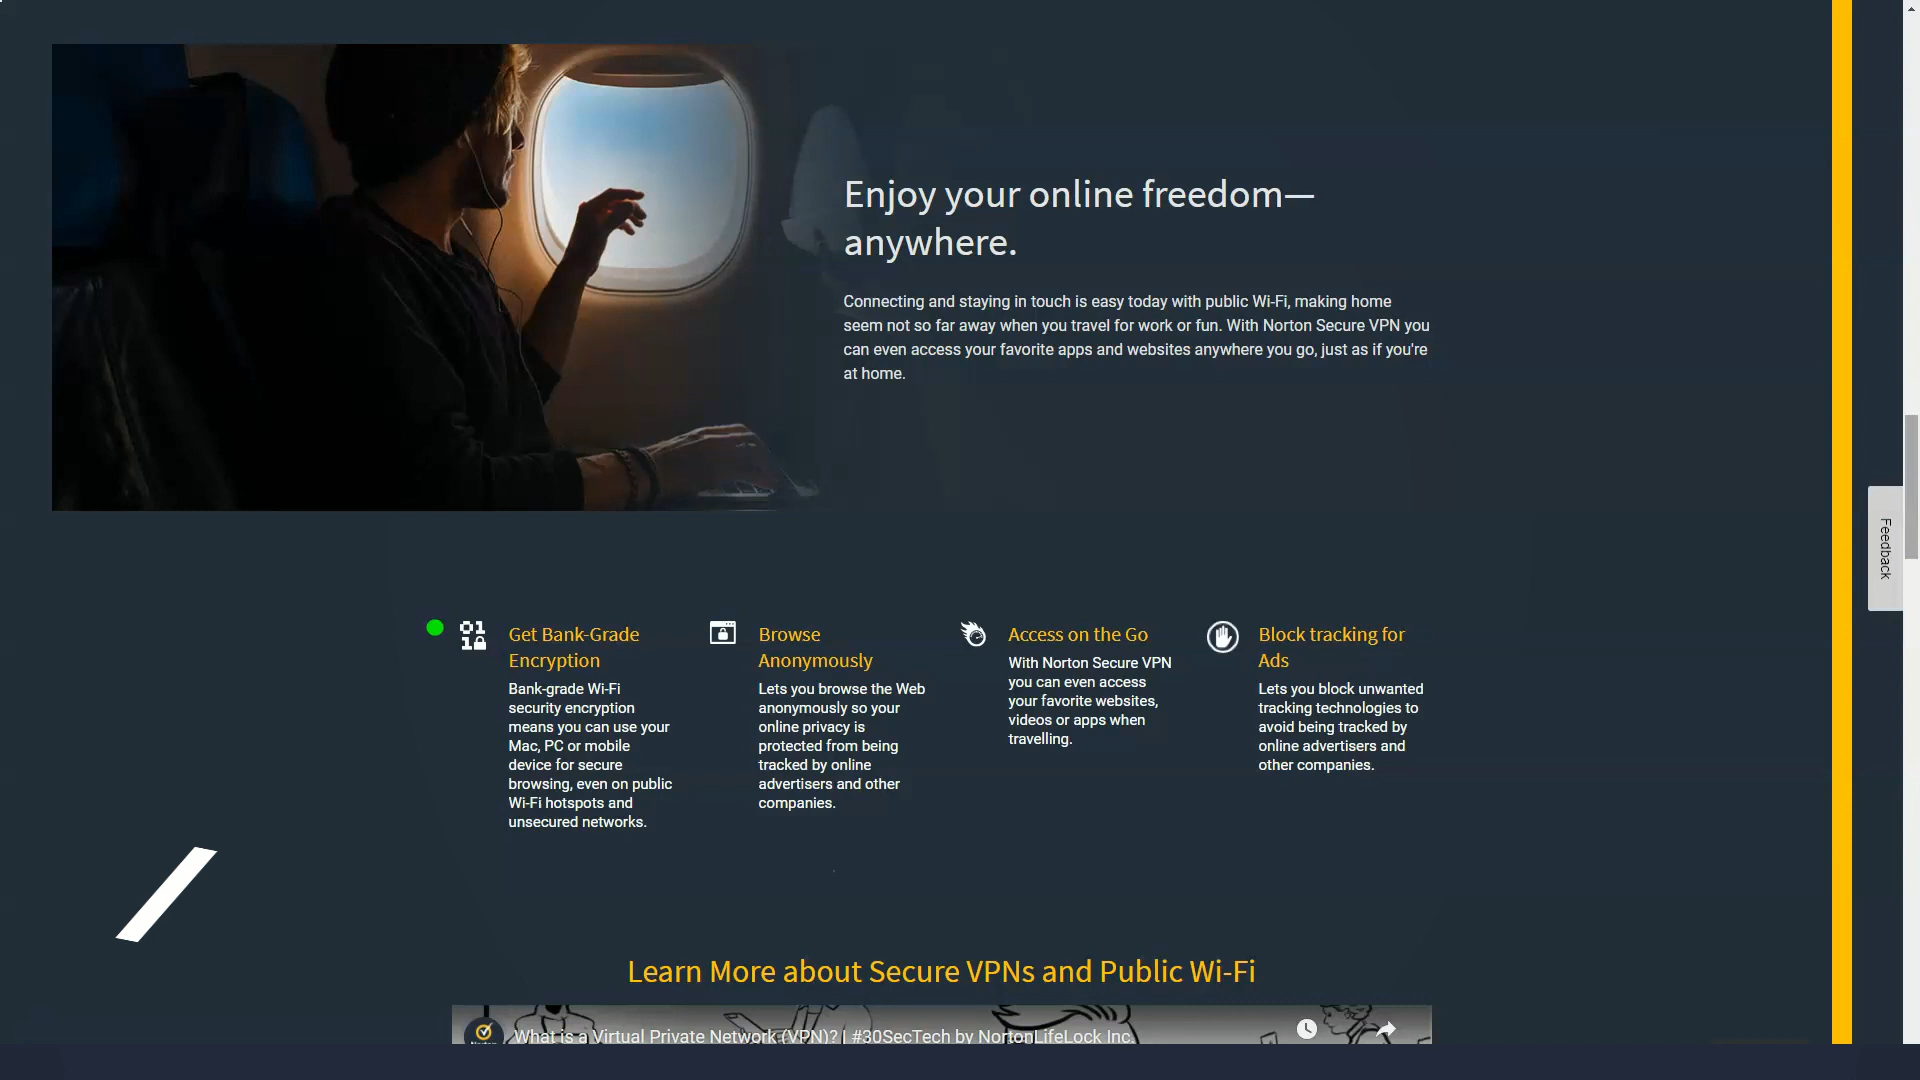 Enjoy your online freedom—
anywhere.
Connecting and staying in touch is easy today with public Wi-Fi, making home
seem not so far away when you travel for work or fun. With Norton Secure VPN you
can even access your favorite apps and websites anywhere you go, just as if you're
at home.
Feedback
Get Bank-Grade
Encryption
Bank-grade Wi-Fi
security encryption
means you can use your
Mac, PC or mobile
device for secure
browsing, even on public
Wi-Fi hotspots and
unsecured networks.
Browse
Anonymously
Lets you browse the Web
anonymously so your
online privacy is
protected from being
tracked by online
advertisers and other
companies.
Access on the Go
With Norton Secure VPN
you can even access
your favorite websites,
videos or apps when
travelling.
Block tracking for
Ads
Lets you block unwanted
tracking technologies to
avoid being tracked by
online advertisers and
other companies.
Learn More about Secure VPNs and Public Wi-Fi
What is a Virtual Private Network (VPN)? | #30SecTech by NortonLifeLock Inc.